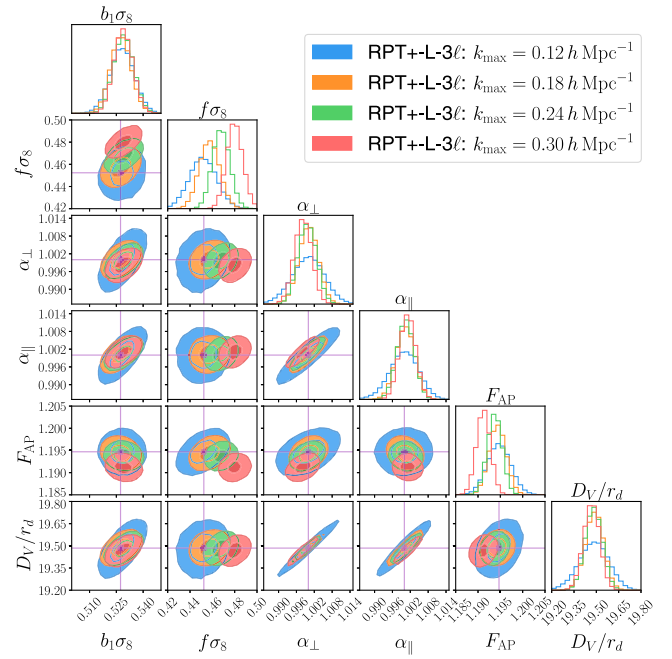 b₁σ₈
RPT+-L-3ℓ: k_max = 0.12 h Mpc⁻¹
RPT+-L-3ℓ: k_max = 0.18 h Mpc⁻¹
RPT+-L-3ℓ: k_max = 0.24 h Mpc⁻¹
RPT+-L-3ℓ: k_max = 0.30 h Mpc⁻¹
fσ₈
0.50
0.48
0.46
0.44
0.42
fσ₈
α⊥
1.014
1.008
1.002
0.996
0.990
α⊥
α∥
1.014
1.008
1.002
0.996
0.990
α∥
F_AP
1.205
1.200
1.195
1.190
1.185
F_AP
D_V/r_d
19.80
19.65
19.50
19.35
19.20
D_V/r_d
0.510 0.525 0.540 0.42 0.44 0.46 0.48 0.50 0.990 0.996 1.002 1.008 1.014 0.990 0.996 1.002 1.008 1.014 1.185 1.190 1.195 1.200 1.205 19.20 19.35 19.50 19.65 19.80
b₁σ₈ fσ₈ α⊥ α∥ F_AP D_V/r_d